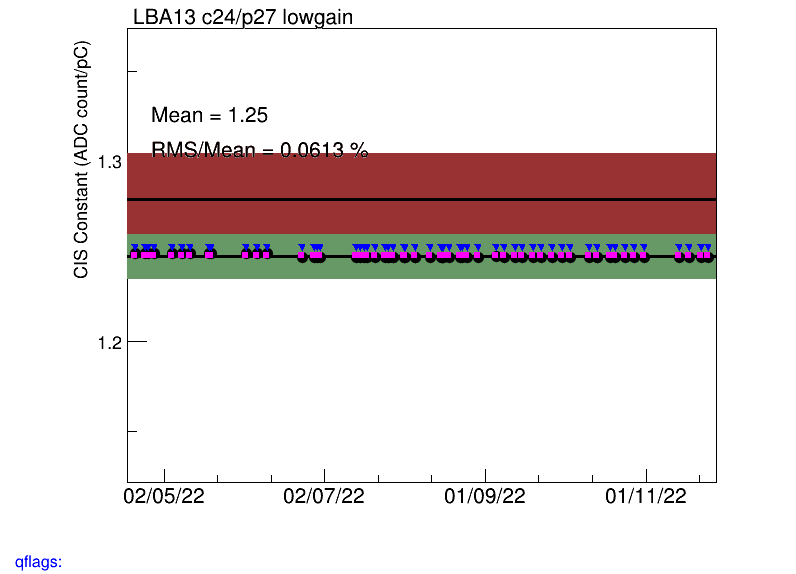 LBA13 c24/p27 lowgain
CIS Constant (ADC count/pC)
Mean = 1.25
RMS/Mean = 0.0613 %
1.3
1.2
02/05/22 02/07/22 01/09/22 01/11/22
qflags: